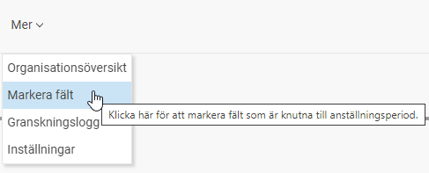 Mer
Organisationsöversikt
Markera fält
Klicka här för att markera fält som är knutna till anställningsperiod.
Granskningslogg
Inställningar